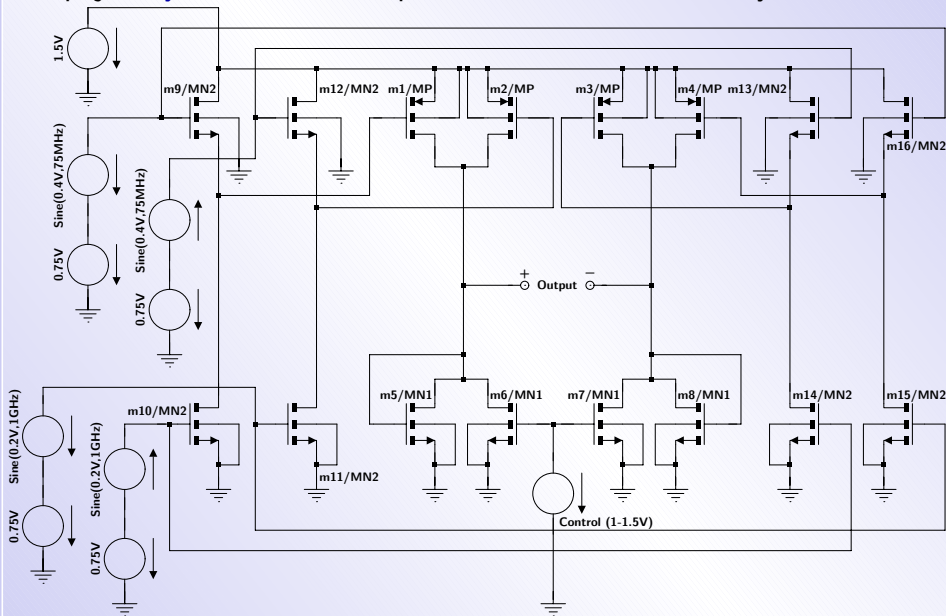 1.5V
m9/MN2
m12/MN2
m1/MP
m2/MP
m3/MP
m4/MP
m13/MN2
m16/MN2
Sine(0.4V,75MHz)
0.75V
Sine(0.4V,75MHz)
0.75V
+
Output
−
m10/MN2
m11/MN2
m5/MN1
m6/MN1
m7/MN1
m8/MN1
m14/MN2
m15/MN2
Sine(0.2V,1GHz)
0.75V
Sine(0.2V,1GHz)
0.75V
Control (1-1.5V)